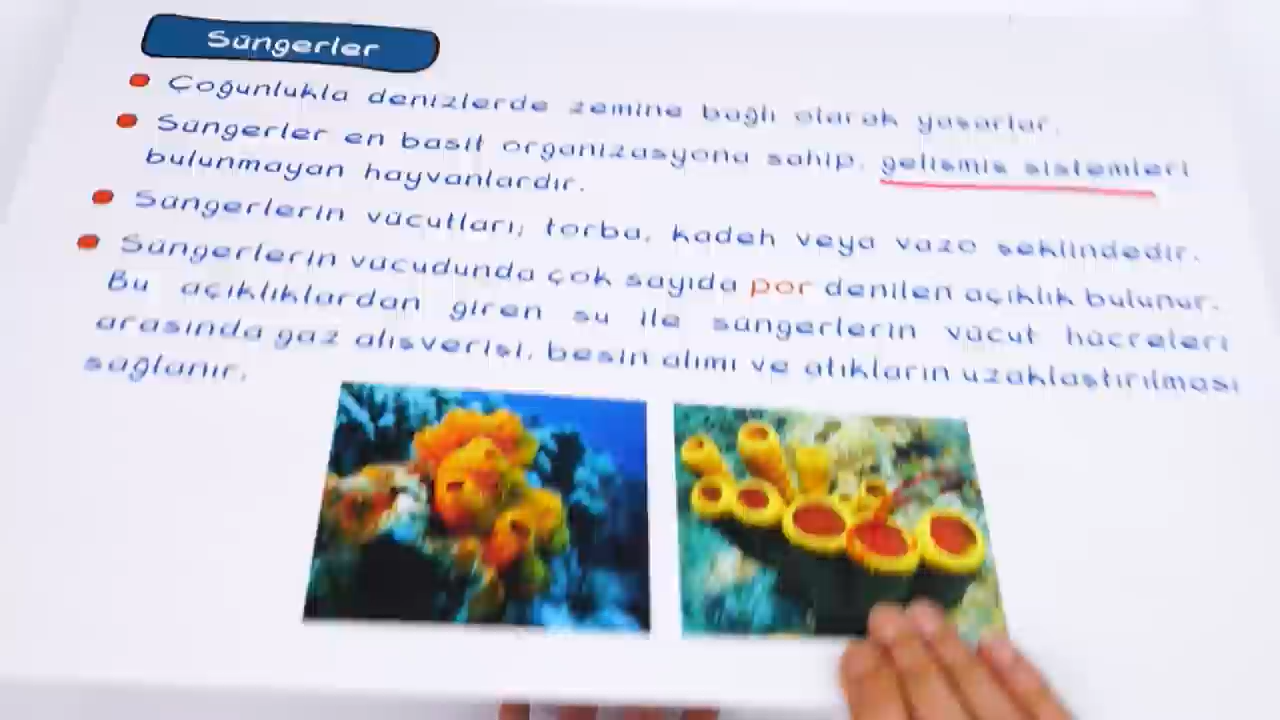 Süngerler
Çoğunlukla denizlerde zemine bağlı olarak yaşarlar.
Süngerler en basit organizasyona sahip, gelişmiş sistemleri
bulunmayan hayvanlardır.
Süngerlerin vücutları; torba, kadeh veya vazo şeklindedir.
Süngerlerin vücudunda çok sayıda por denilen açıklık bulunur.
Bu açıklıklardan giren su ile süngerlerin vücut hücreleri
arasında gaz alışverişi, besin alımı ve atıkların uzaklaştırılması
sağlanır.